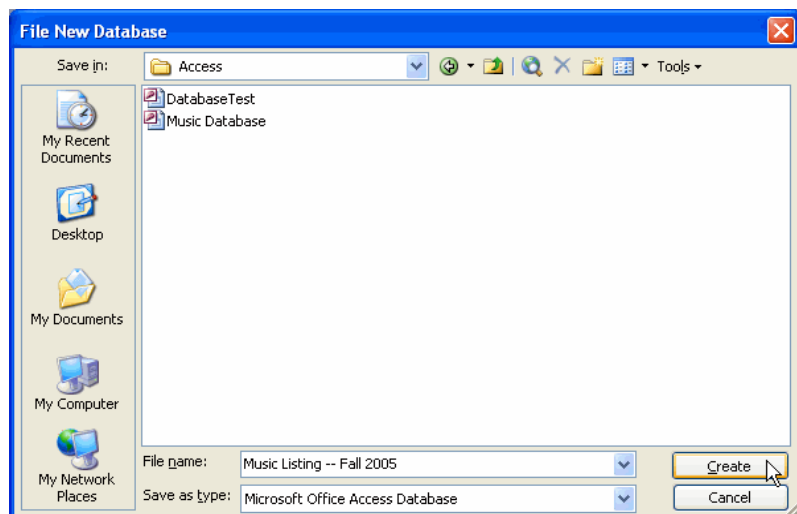 File New Database
Save in:
Access
Tools
DatabaseTest
Music Database
My Recent
Documents
Desktop
My Documents
My Computer
My Network
Places
File name:
Music Listing -- Fall 2005
Create
Save as type:
Microsoft Office Access Database
Cancel